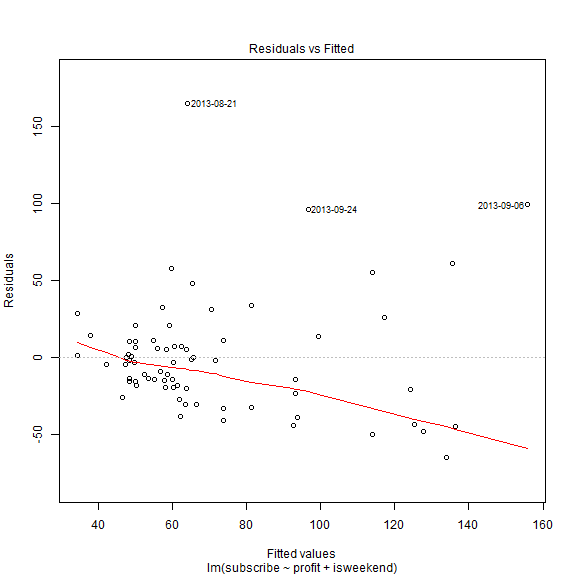 Residuals vs Fitted
2013-08-21
2013-09-24
2013-09-06
150
100
50
0
-50
Residuals
40 60 80 100 120 140 160
Fitted values
lm(subscribe ~ profit + isweekend)